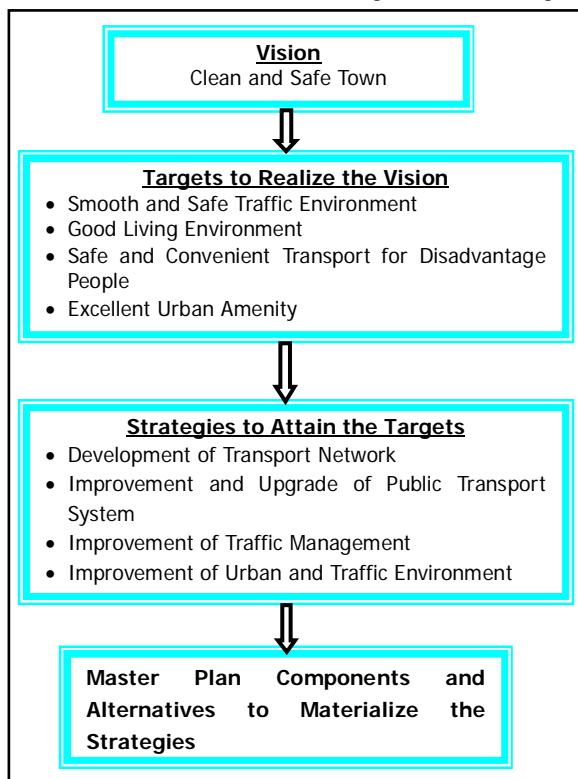 Vision
Clean and Safe Town
Targets to Realize the Vision
• Smooth and Safe Traffic Environment
• Good Living Environment
• Safe and Convenient Transport for Disadvantage
People
• Excellent Urban Amenity
Strategies to Attain the Targets
• Development of Transport Network
• Improvement and Upgrade of Public Transport
System
• Improvement of Traffic Management
• Improvement of Urban and Traffic Environment
Master Plan Components and
Alternatives to Materialize the
Strategies